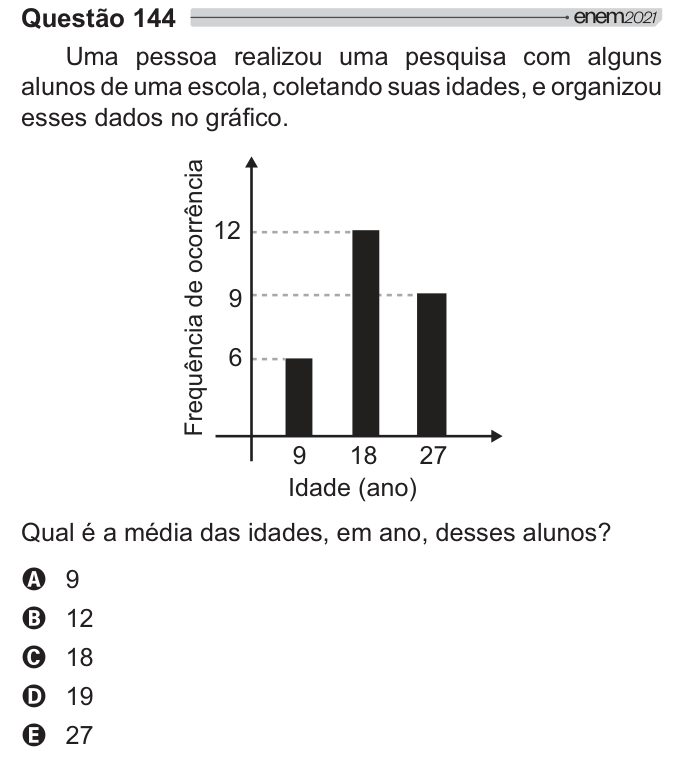 Questão 144
enem2021
Uma pessoa realizou uma pesquisa com alguns
alunos de uma escola, coletando suas idades, e organizou
esses dados no gráfico.
Frequência de ocorrência
12
9
6
9 18 27
Idade (ano)
Qual é a média das idades, em ano, desses alunos?
A 9
B 12
C 18
D 19
E 27